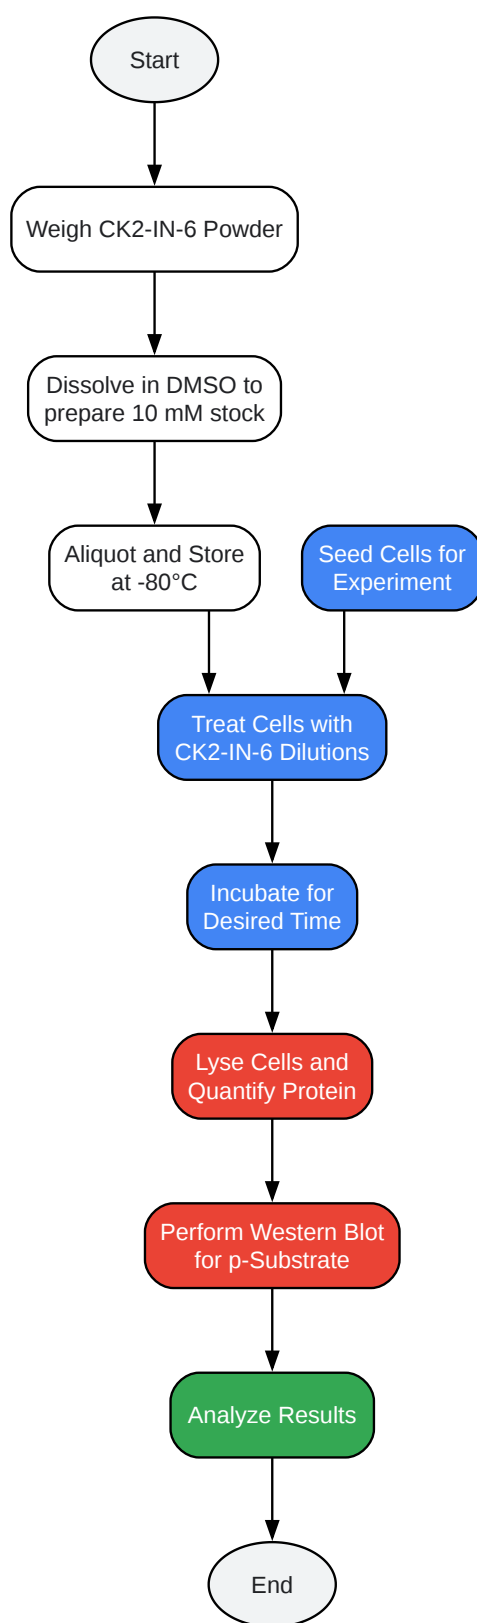 Start
Weigh CK2-IN-6 Powder
Dissolve in DMSO to
prepare 10 mM stock
Aliquot and Store
at -80°C
Seed Cells for
Experiment
Treat Cells with
CK2-IN-6 Dilutions
Incubate for
Desired Time
Lyse Cells and
Quantify Protein
Perform Western Blot
for p-Substrate
Analyze Results
End